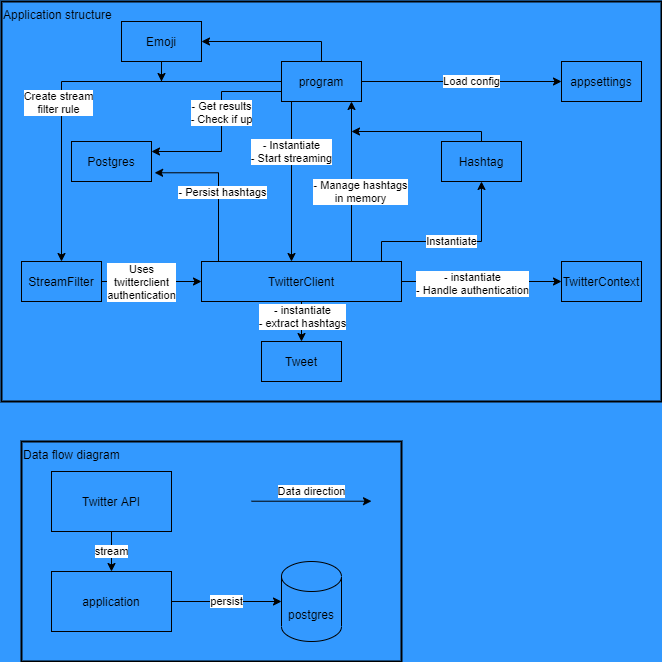 Application structure
Emoji
program
Load config
appsettings
Create stream
filter rule
- Get results
- Check if up
- Instantiate
- Start streaming
Postgres
Hashtag
- Persist hashtags
- Manage hashtags
in memory
Instantiate
StreamFilter
Uses
twitterclient
authentication
TwitterClient
- instantiate
- Handle authentication
TwitterContext
- instantiate
- extract hashtags
Tweet
Data flow diagram
Twitter API
Data direction
stream
application
persist
postgres